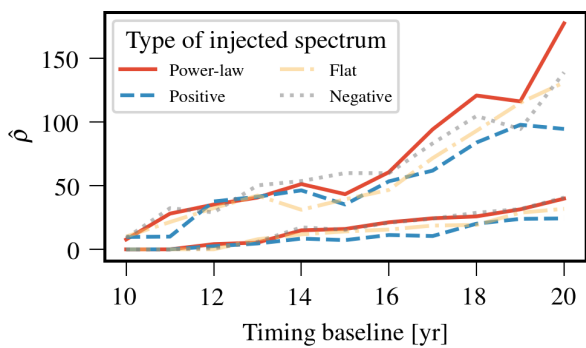 Type of injected spectrum
Power-law
Flat
Positive
Negative
150
100
50
0
ρ̂
10
12
14
16
18
20
Timing baseline [yr]